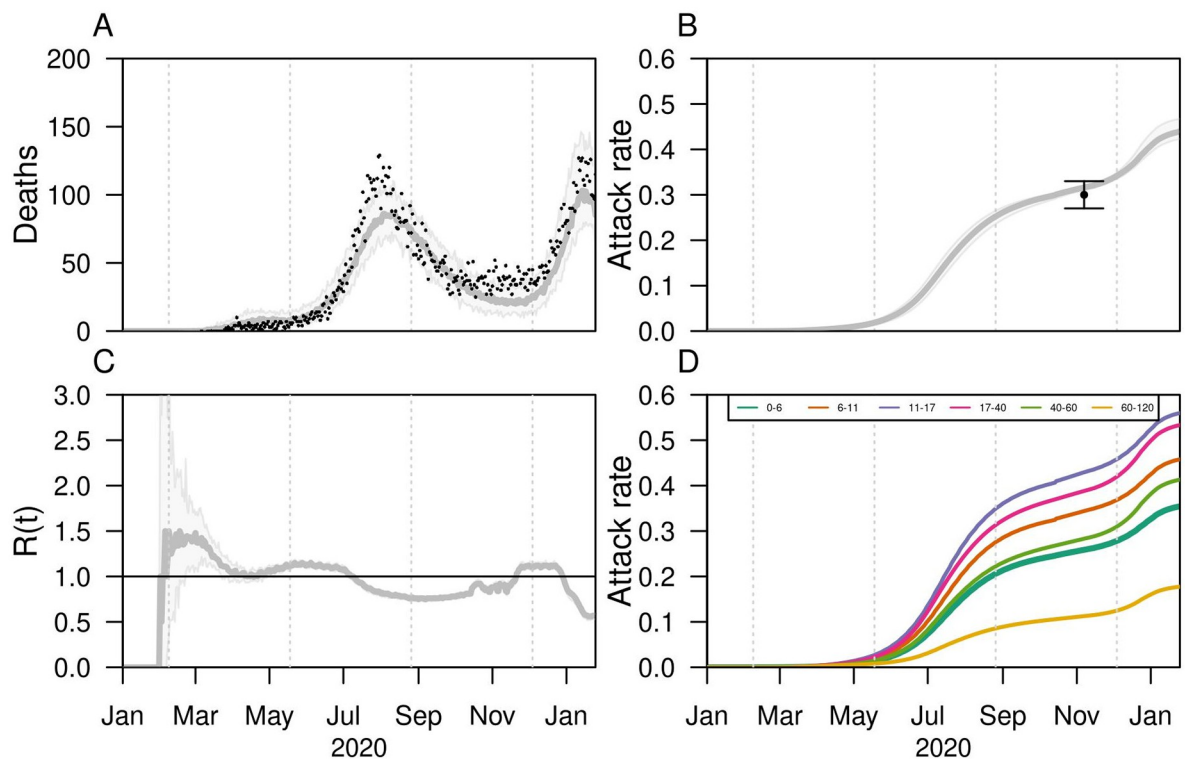 A
B
200
150
100
50
0
Deaths
0.6
0.5
0.4
0.3
0.2
0.1
0.0
Attack rate
C
D
3.0
2.5
2.0
1.5
1.0
0.5
0.0
R(t)
Jan Mar May Jul Sep Nov Jan
2020
0.6
0.5
0.4
0.3
0.2
0.1
0.0
Attack rate
0-6 6-11 11-17 17-40 40-60 60-120
Jan Mar May Jul Sep Nov Jan
2020